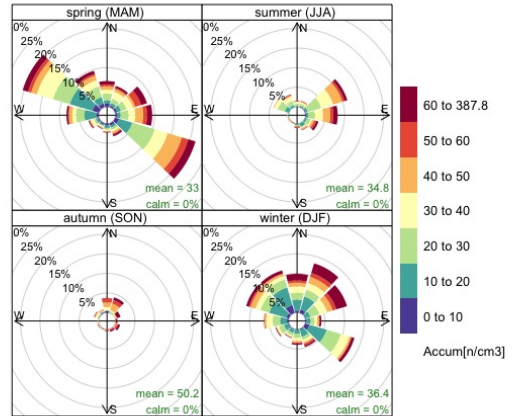 spring (MAM)
0%
25%
20%
15%
10%
5%
N
W
E
S
mean = 33
calm = 0%
summer (JJA)
0%
25%
20%
15%
10%
5%
N
W
E
S
mean = 34.8
calm = 0%
60 to 387.8
50 to 60
40 to 50
30 to 40
20 to 30
10 to 20
0 to 10
Accum[n/cm3]
autumn (SON)
0%
25%
20%
15%
10%
5%
N
W
E
S
mean = 50.2
calm = 0%
winter (DJF)
0%
25%
20%
15%
10%
5%
N
W
E
S
mean = 36.4
calm = 0%